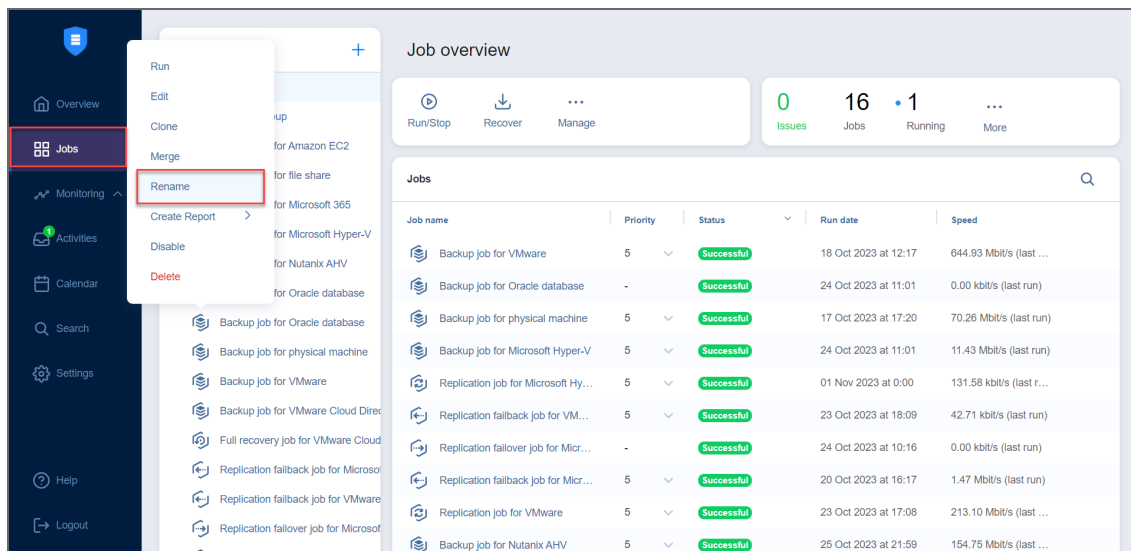 Overview
Jobs
Monitoring
1
Activities
Calendar
Search
Settings
Help
Logout
Run
Edit
Clone
Merge
Rename
Create Report
Disable
Delete
+
up
for Amazon EC2
for file share
for Microsoft 365
for Microsoft Hyper-V
for Nutanix AHV
for Oracle database
Backup job for Oracle database
Backup job for physical machine
Backup job for VMware
Backup job for VMware Cloud Direc
Full recovery job for VMware Cloud
Replication failback job for Microsof
Replication failback job for VMware
Replication failover job for Microsof
Job overview
Run/Stop Recover Manage
0 16 1
Issues Jobs Running More
Jobs
Job name Priority Status Run date Speed
Backup job for VMware 5 Successful 18 Oct 2023 at 12:17 644.93 Mbit/s (last ...
Backup job for Oracle database - Successful 24 Oct 2023 at 11:01 0.00 kbit/s (last run)
Backup job for physical machine 5 Successful 17 Oct 2023 at 17:20 70.26 Mbit/s (last run)
Backup job for Microsoft Hyper-V 5 Successful 24 Oct 2023 at 11:01 11.43 Mbit/s (last run)
Replication job for Microsoft Hy... 5 Successful 01 Nov 2023 at 0:00 131.58 kbit/s (last r...
Replication failback job for VM... 5 Successful 23 Oct 2023 at 18:09 42.71 kbit/s (last run)
Replication failover job for Micr... - Successful 24 Oct 2023 at 10:16 0.00 kbit/s (last run)
Replication failback job for Micr... 5 Successful 20 Oct 2023 at 16:17 1.47 Mbit/s (last run)
Replication job for VMware 5 Successful 23 Oct 2023 at 17:08 213.10 Mbit/s (last ...
Backup job for Nutanix AHV 5 Successful 25 Oct 2023 at 21:59 154.75 Mbit/s (last ...